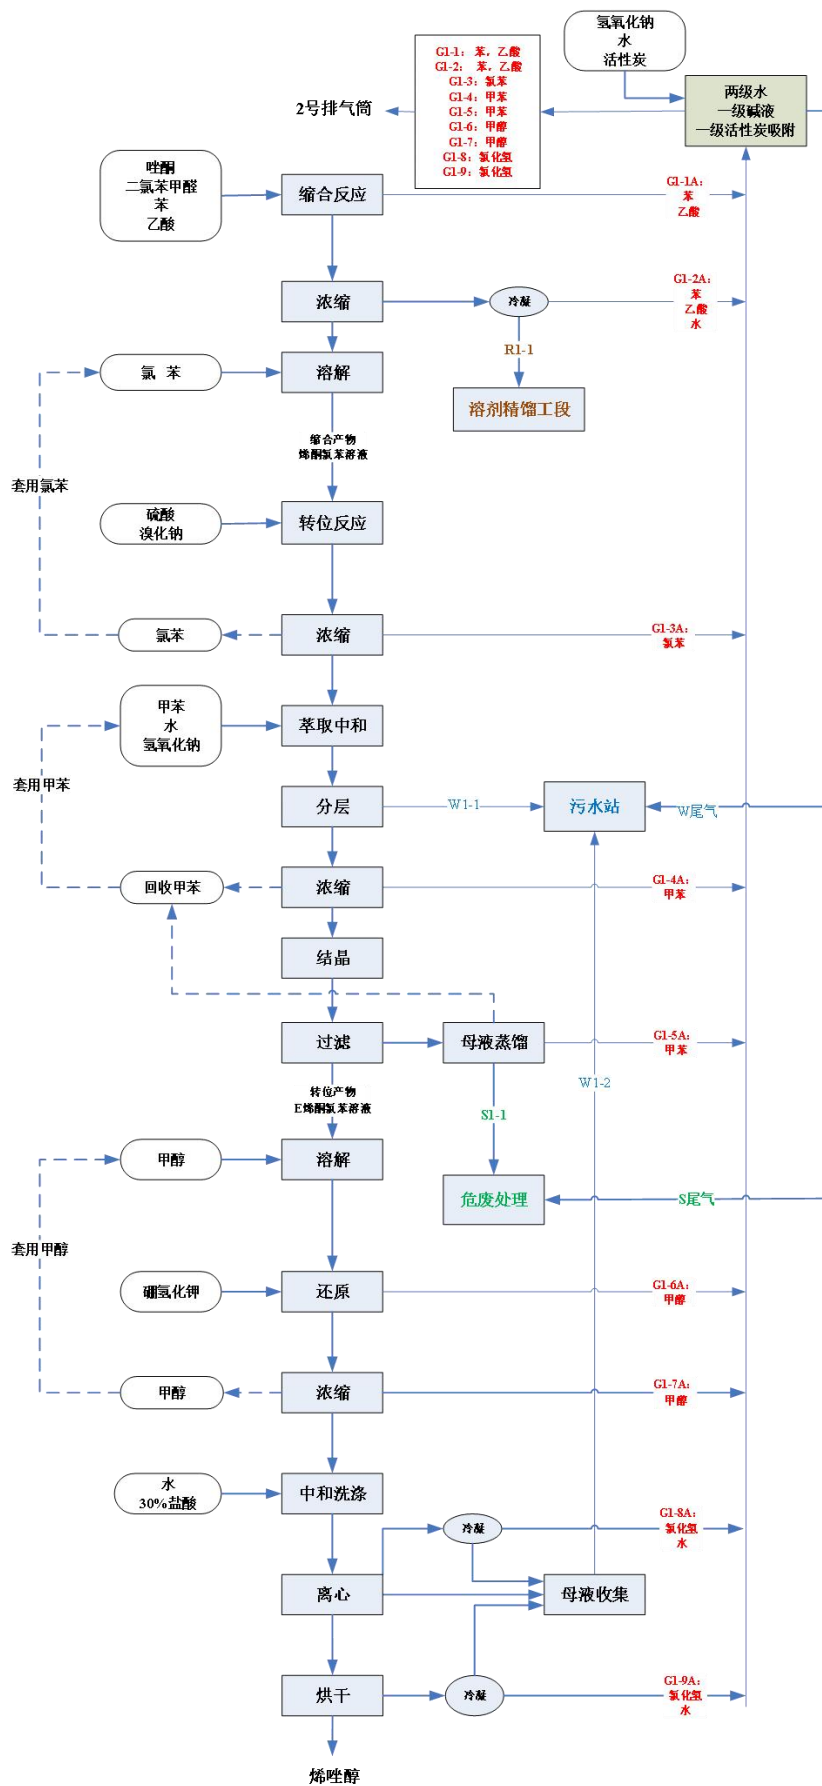 氢氧化钠
水
活性炭
G1-1： 苯，乙酸
G1-2： 苯，乙酸
G1-3：氯苯
G1-4：甲苯
G1-5：甲苯
G1-6：甲醇
G1-7：甲醇
G1-8：氯化氢
G1-9：氯化氢
2号排气筒
两级水
一级碱液
一级活性炭吸附
唑酮
二氯苯甲醛
苯
乙酸
缩合反应
G1-1A：
苯
乙酸
浓缩
冷凝
G1-2A：
苯
乙酸
水
R1-1
氯 苯
溶解
溶剂精馏工段
缩合产物
烯酮氯苯溶液
套用氯苯
硫酸
溴化钠
转位反应
氯苯
浓缩
G1-3A：
氯苯
甲苯
水
氢氧化钠
萃取中和
套用甲苯
分层
W1-1
污水站
W尾气
回收甲苯
浓缩
G1-4A：
甲苯
结晶
过滤
母液蒸馏
G1-5A：
甲苯
W1-2
转位产物
E烯酮氯苯溶液
S1-1
甲醇
溶解
危废处理
S尾气
套用甲醇
硼氢化钾
还原
G1-6A：
甲醇
甲醇
浓缩
G1-7A：
甲醇
水
30%盐酸
中和洗涤
冷凝
G1-8A：
氯化氢
水
离心
母液收集
烘干
冷凝
G1-9A：
氯化氢
水
烯唑醇